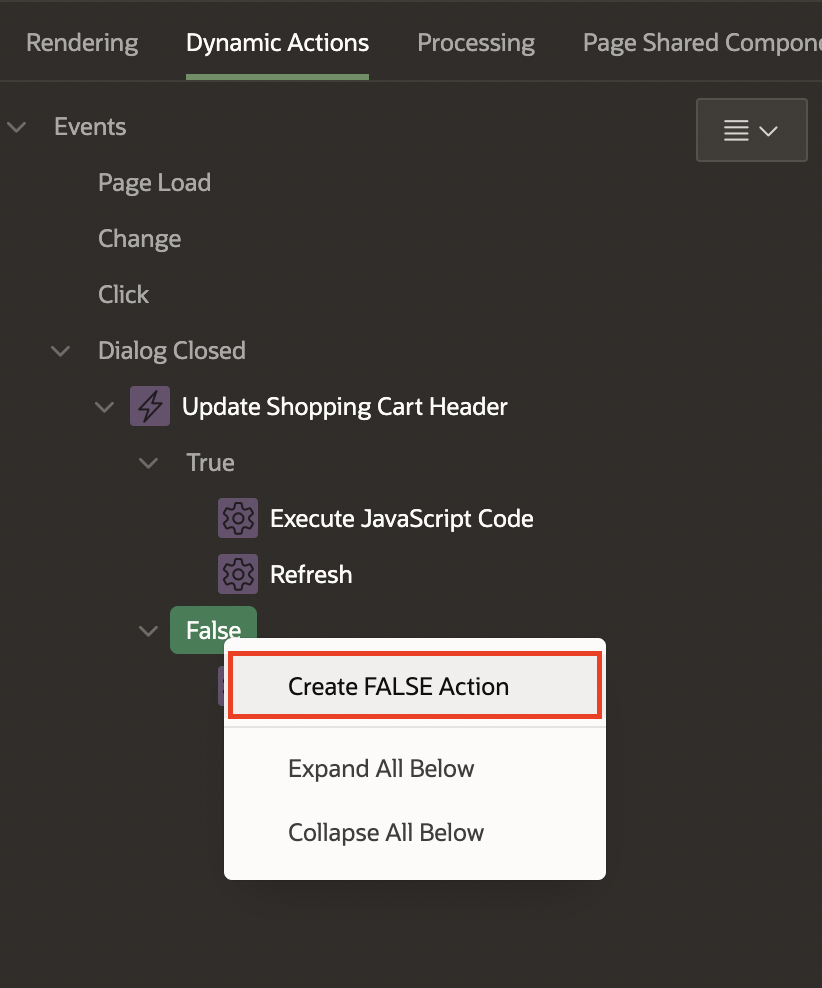 Rendering Dynamic Actions Processing Page Shared Compone
Events
Page Load
Change
Click
Dialog Closed
Update Shopping Cart Header
True
Execute JavaScript Code
Refresh
False
Create FALSE Action
Expand All Below
Collapse All Below